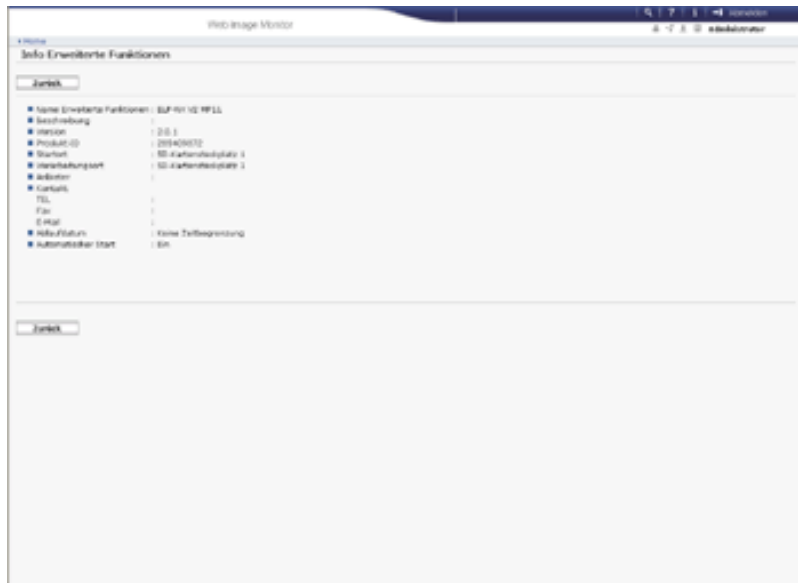 Web Image Monitor
Abmelden
Administrator
Home
Info Erweiterte Funktionen
Zurück
Name Erweiterte Funktionen :
Beschreibung :
Version : 2.0.1
Produkt-ID :
Startort : SD-Kartensteckplatz 1
Verarbeitungsort : SD-Kartensteckplatz 1
Anbieter :
Kontakt
TEL :
Fax :
E-Mail :
Ablaufdatum : Keine Zeitbegrenzung
Automatischer Start : Ein
Zurück